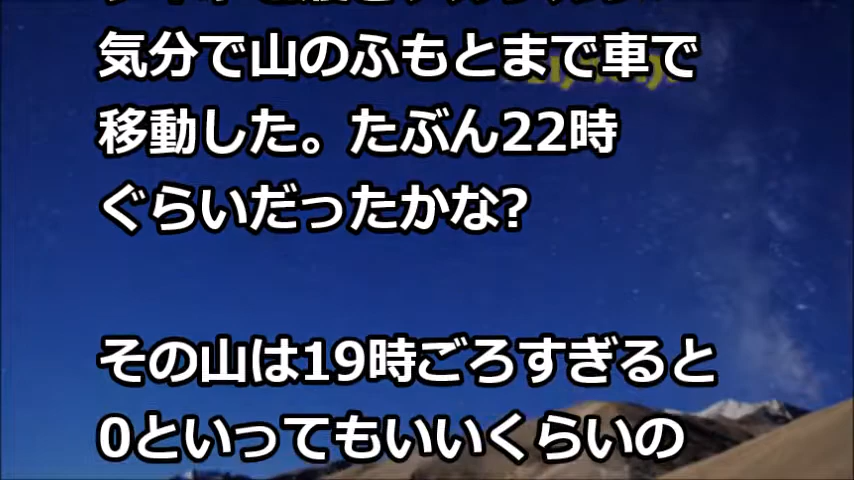 気分で山のふもとまで車で
移動した。たぶん22時
ぐらいだったかな?
その山は19時ごろすぎると
0といってもいいくらいの